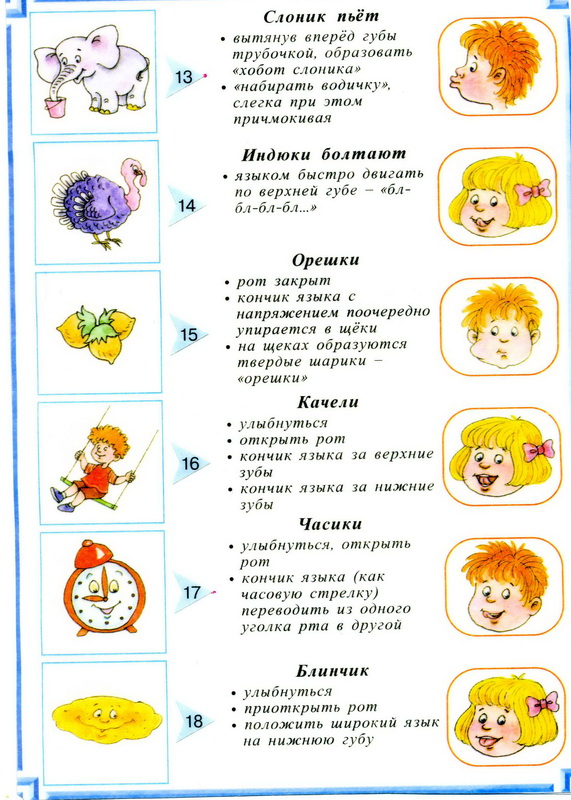 Слоник пьёт
• вытянув вперёд губы
трубочкой, образовать
«хобот слоника»
• «набирать водичку»,
слегка при этом
причмокивая
13
Индюки болтают
• языком быстро двигать
по верхней губе – «бл-
бл-бл-бл...»
14
Орешки
• рот закрыт
• кончик языка с
напряжением поочередно
упирается в щёки
• на щеках образуются
твердые шарики –
«орешки»
15
Качели
• улыбнуться
• открыть рот
• кончик языка за верхние
зубы
• кончик языка за нижние
зубы
16
Часики
• улыбнуться, открыть
рот
• кончик языка (как
часовую стрелку)
переводить из одного
уголка рта в другой
17
Блинчик
• улыбнуться
• приоткрыть рот
• положить широкий язык
на нижнюю губу
18